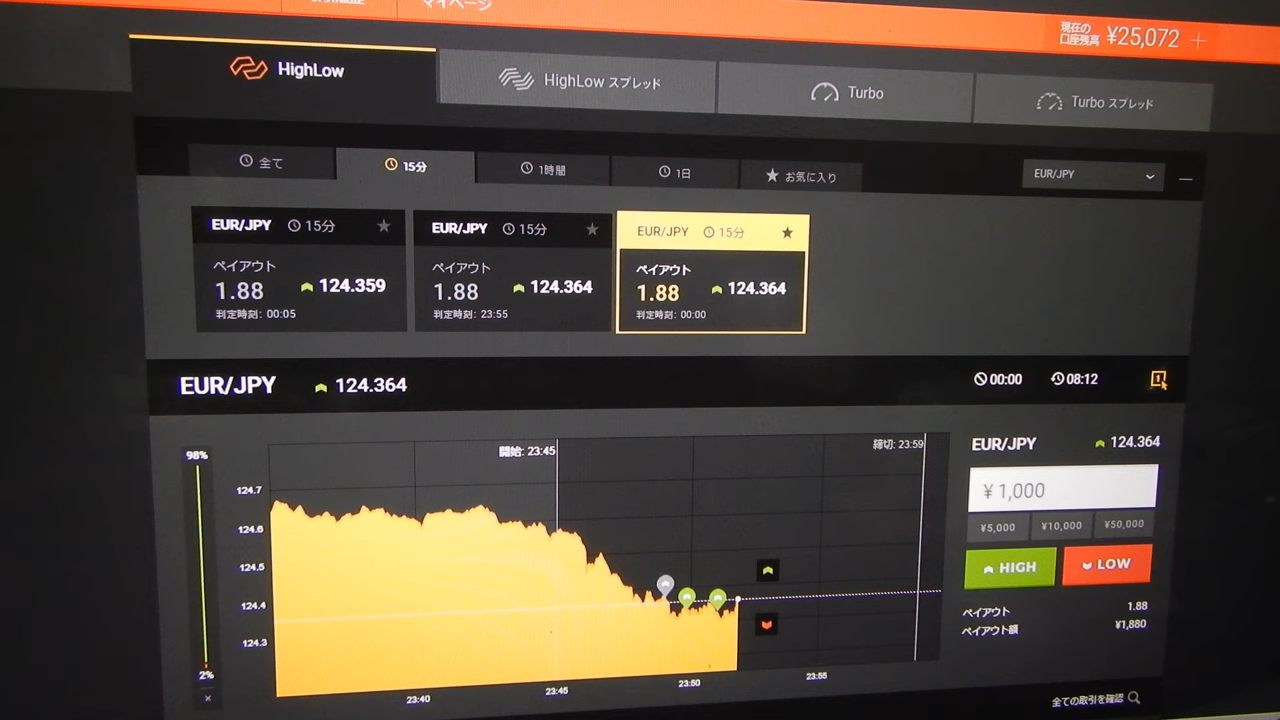 マイページ
現在の
口座残高 ¥25,072
HighLow
HighLow スプレッド
Turbo
Turbo スプレッド
全て
15分
1時間
1日
お気に入り
EUR/JPY
EUR/JPY 15分
ペイアウト
1.88 124.359
判定時刻: 00:05
EUR/JPY 15分
ペイアウト
1.88 124.364
判定時刻: 23:55
EUR/JPY 15分
ペイアウト
1.88 124.364
判定時刻: 00:00
EUR/JPY 124.364
00:00 08:12
98%
2%
開始: 23:45
締切: 23:59
124.7
124.6
124.5
124.4
124.3
23:40
23:45
23:50
23:55
EUR/JPY 124.364
¥ 1,000
¥5,000 ¥10,000 ¥50,000
HIGH LOW
ペイアウト 1.88
ペイアウト額 ¥1,880
全ての取引を確認